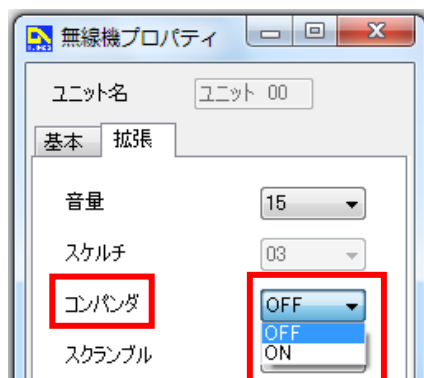 無線機プロパティ
ユニット名 ユニット 00
基本 拡張
音量 15
スケルチ 03
コンパンダ OFF
OFF
スクランブル ON